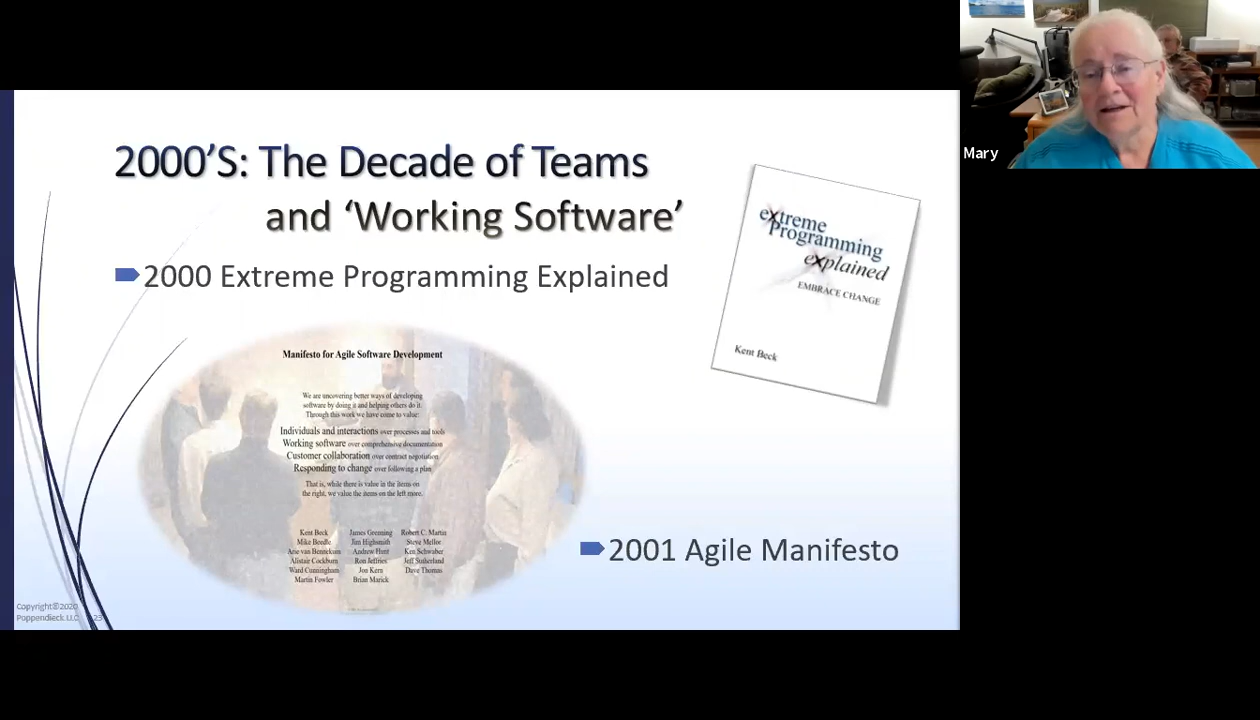 2000'S: The Decade of Teams
and ‘Working Software’
2000 Extreme Programming Explained
extreme
Programming
explained
EMBRACE CHANGE
Kent Beck
Manifesto for Agile Software Development
We are uncovering better ways of developing
software by doing it and helping others do it.
Through this work we have come to value:
Individuals and interactions over processes and tools
Working software over comprehensive documentation
Customer collaboration over contract negotiation
Responding to change over following a plan
That is, while there is value in the items on
the right, we value the items on the left more.
Kent Beck James Grenning Robert C. Martin
Mike Beedle Jim Highsmith Steve Mellor
Arie van Bennekum Andrew Hunt Ken Schwaber
Alistair Cockburn Ron Jeffries Jeff Sutherland
Ward Cunningham Jon Kern Dave Thomas
Martin Fowler Brian Marick
2001 Agile Manifesto
Copyright©2020
Poppendieck.LLC 23
Mary